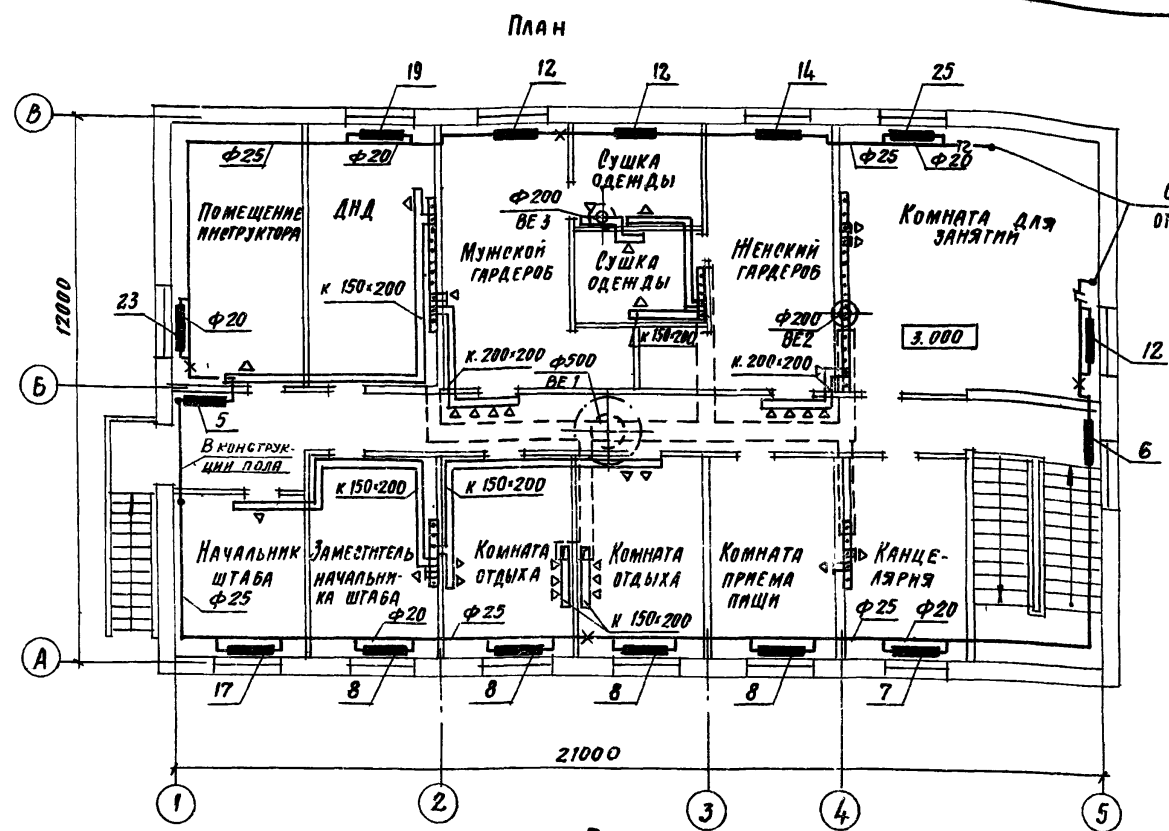 План
19
12
12
14
25
В
ф25
ф20
Сушка
одежды
ф25
ф20
Помещение
инструктора
ДНД
ф200
ВЕ 3
Мужской
гардероб
Сушка
одежды
Женский
гардероб
Комната для
занятий
12000
23
ф20
к 150×200
к 150×200
ф200
ВЕ2
3.000
12
Б
к.200×200
ф500
ВЕ 1
к.200×200
5
6
В конструк-
ции пола
к 150×200
к 150×200
Начальник
штаба
ф25
Заместитель
начальни-
ка штаба
ф20
Комната
отдыха
ф25
Комната
отдыха
к 150×200
Комната
приема
пищи
Канце-
лярия
ф25
ф20
А
17
8
8
8
8
7
21000
1
2
3
4
5